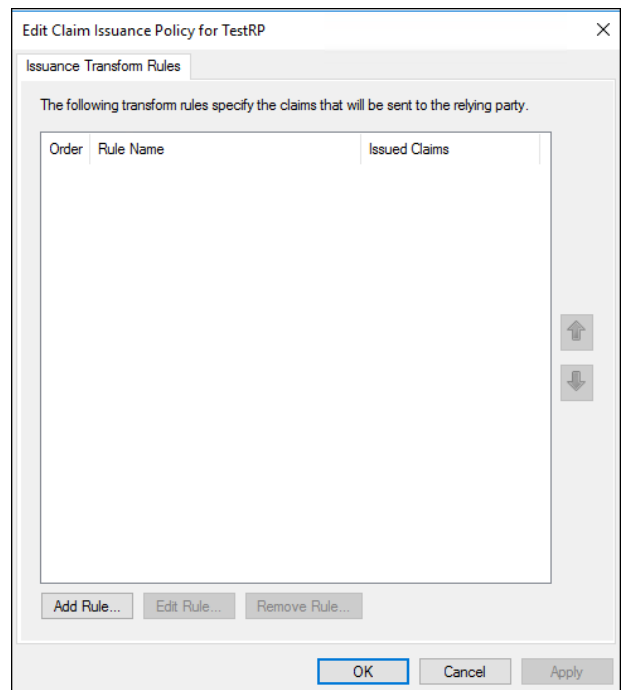 Edit Claim Issuance Policy for TestRP
Issuance Transform Rules
The following transform rules specify the claims that will be sent to the relying party.
Order Rule Name Issued Claims
Add Rule... Edit Rule... Remove Rule...
OK Cancel Apply